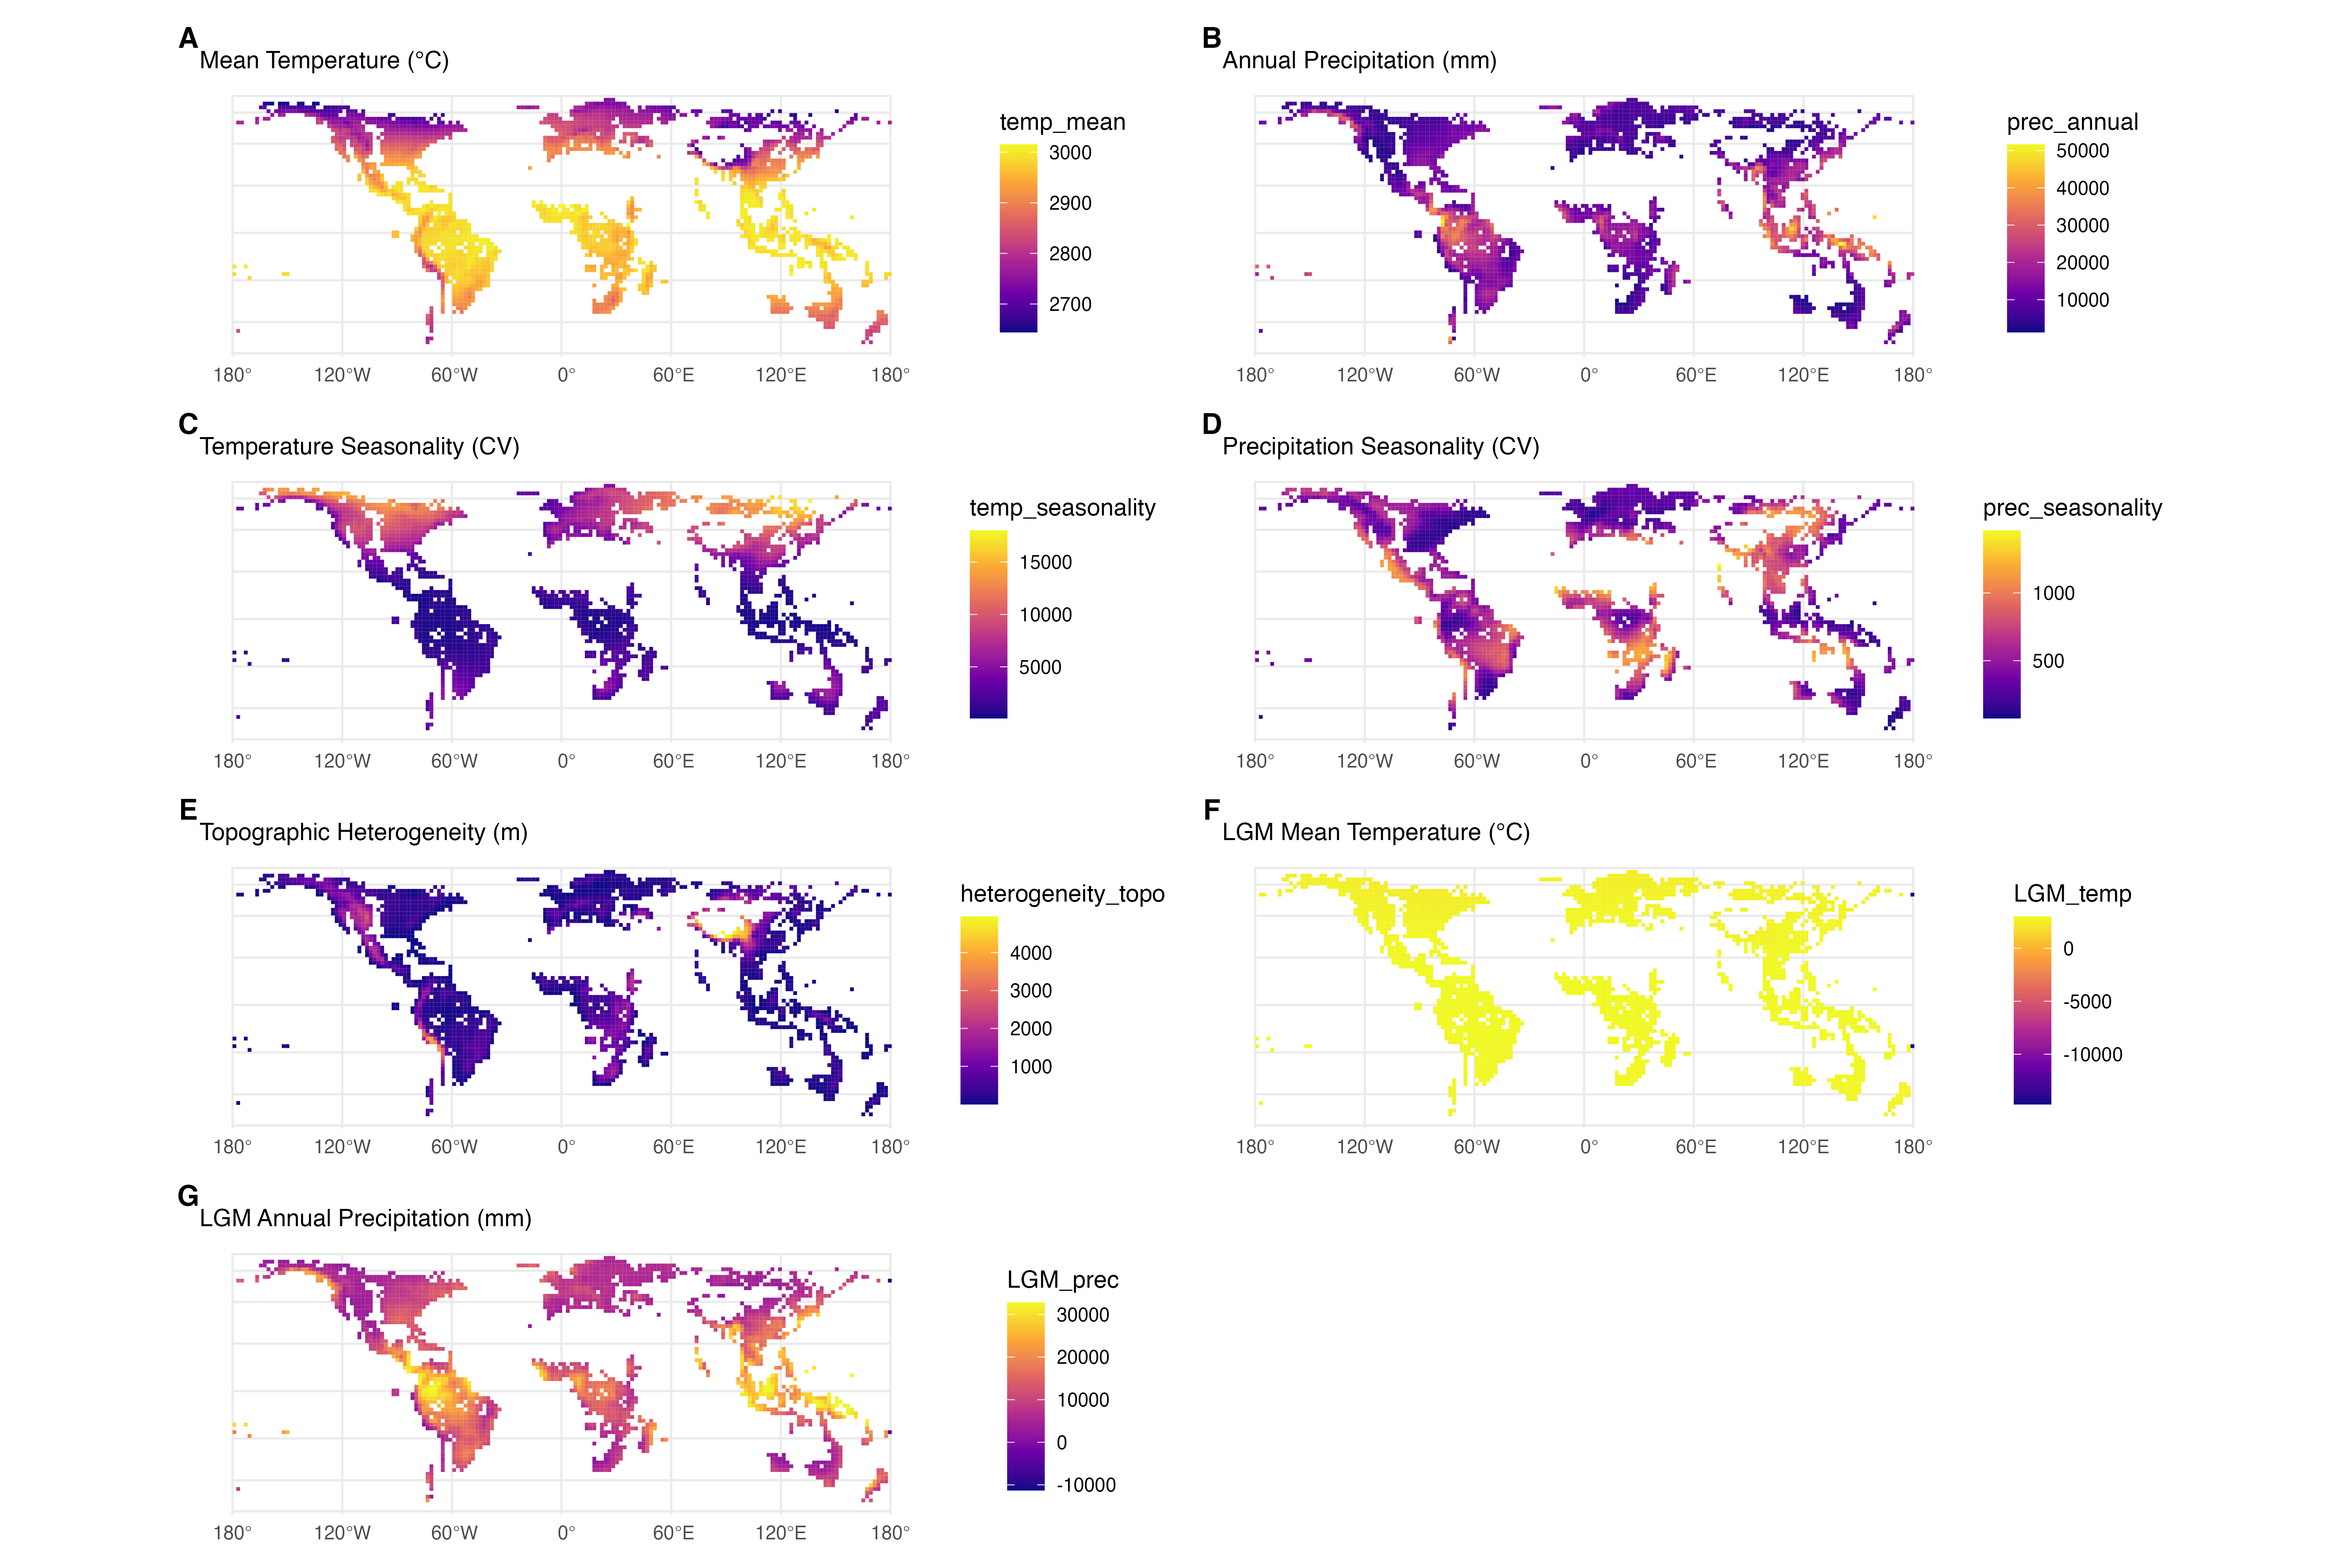 A
Mean Temperature (°C)
temp_mean
3000
2900
2800
2700
180° 120°W 60°W 0° 60°E 120°E 180°
B
Annual Precipitation (mm)
prec_annual
50000
40000
30000
20000
10000
180° 120°W 60°W 0° 60°E 120°E 180°
C
Temperature Seasonality (CV)
temp_seasonality
15000
10000
5000
180° 120°W 60°W 0° 60°E 120°E 180°
D
Precipitation Seasonality (CV)
prec_seasonality
1000
500
180° 120°W 60°W 0° 60°E 120°E 180°
E
Topographic Heterogeneity (m)
heterogeneity_topo
4000
3000
2000
1000
180° 120°W 60°W 0° 60°E 120°E 180°
F
LGM Mean Temperature (°C)
LGM_temp
0
-5000
-10000
180° 120°W 60°W 0° 60°E 120°E 180°
G
LGM Annual Precipitation (mm)
LGM_prec
30000
20000
10000
0
-10000
180° 120°W 60°W 0° 60°E 120°E 180°